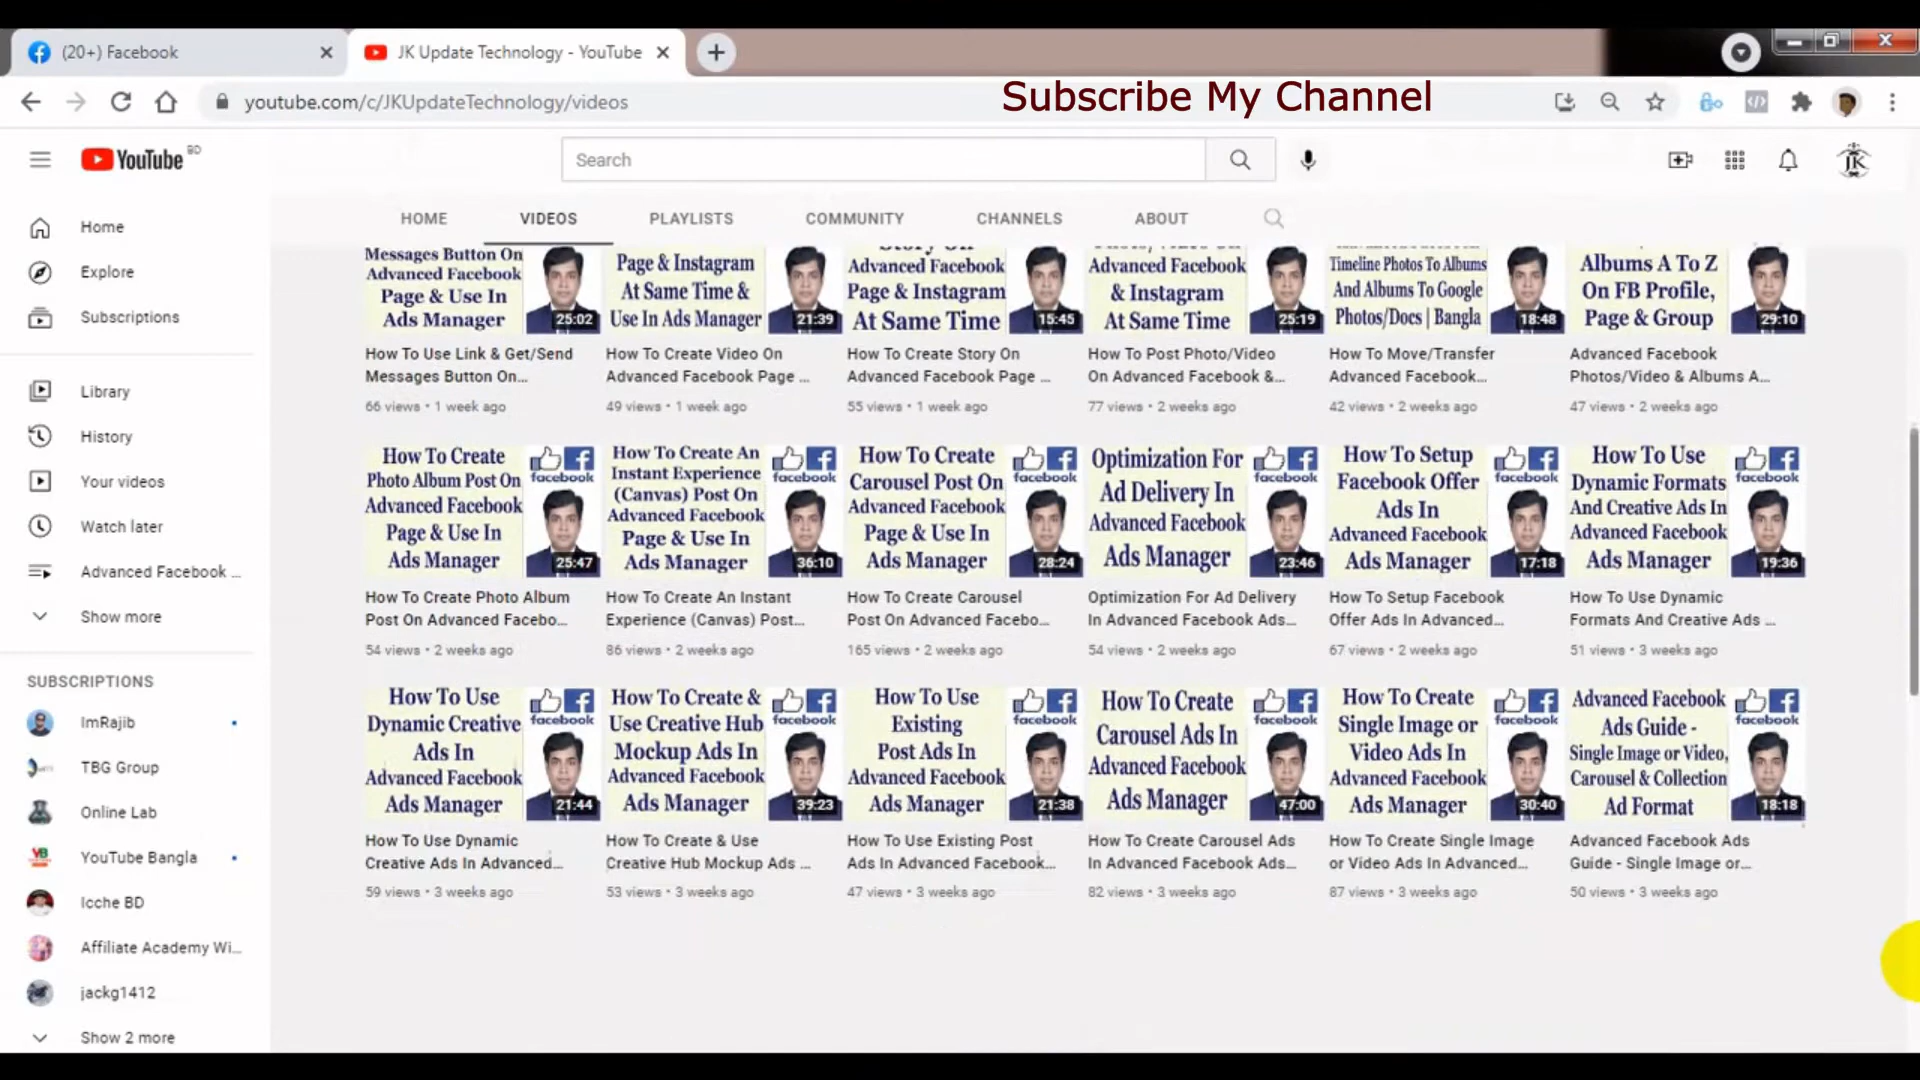 (20+) Facebook
JK Update Technology - YouTube
youtube.com/c/JKUpdateTechnology/videos
Subscribe My Channel
YouTube BD
Search
JK
HOME VIDEOS PLAYLISTS COMMUNITY CHANNELS ABOUT
Home
Explore
Subscriptions
Library
History
Your videos
Watch later
Advanced Facebook ...
Show more
SUBSCRIPTIONS
ImRajib
TBG Group
Online Lab
YouTube Bangla
Icche BD
Affiliate Academy Wi...
jackg1412
Show 2 more
Messages Button On
Advanced Facebook
Page & Use In
Ads Manager
25:02
How To Use Link & Get/Send
Messages Button On...
66 views • 1 week ago
Page & Instagram
At Same Time &
Use In Ads Manager
21:39
How To Create Video On
Advanced Facebook Page ...
49 views • 1 week ago
Story On
Advanced Facebook
Page & Instagram
At Same Time
15:45
How To Create Story On
Advanced Facebook Page ...
55 views • 1 week ago
Advanced Facebook
& Instagram
At Same Time
25:19
How To Post Photo/Video
On Advanced Facebook &...
77 views • 2 weeks ago
Timeline Photos To Albums
And Albums To Google
Photos/Docs | Bangla
18:48
How To Move/Transfer
Advanced Facebook...
42 views • 2 weeks ago
Albums A To Z
On FB Profile,
Page & Group
29:10
Advanced Facebook
Photos/Video & Albums A...
47 views • 2 weeks ago
How To Create
Photo Album Post On
Advanced Facebook
Page & Use In
Ads Manager
facebook
25:47
How To Create Photo Album
Post On Advanced Facebo...
54 views • 2 weeks ago
How To Create An
Instant Experience
(Canvas) Post On
Advanced Facebook
Page & Use In
Ads Manager
facebook
36:10
How To Create An Instant
Experience (Canvas) Post...
86 views • 2 weeks ago
How To Create
Carousel Post On
Advanced Facebook
Page & Use In
Ads Manager
facebook
28:24
How To Create Carousel
Post On Advanced Facebo...
165 views • 2 weeks ago
Optimization For
Ad Delivery In
Advanced Facebook
Ads Manager
facebook
23:46
Optimization For Ad Delivery
In Advanced Facebook Ads...
54 views • 2 weeks ago
How To Setup
Facebook Offer
Ads In
Advanced Facebook
Ads Manager
facebook
17:18
How To Setup Facebook
Offer Ads In Advanced...
67 views • 2 weeks ago
How To Use
Dynamic Formats
And Creative Ads In
Advanced Facebook
Ads Manager
facebook
19:36
How To Use Dynamic
Formats And Creative Ads ...
51 views • 3 weeks ago
How To Use
Dynamic Creative
Ads In
Advanced Facebook
Ads Manager
facebook
21:44
How To Use Dynamic
Creative Ads In Advanced...
59 views • 3 weeks ago
How To Create &
Use Creative Hub
Mockup Ads In
Advanced Facebook
Ads Manager
facebook
39:23
How To Create & Use
Creative Hub Mockup Ads ...
53 views • 3 weeks ago
How To Use
Existing
Post Ads In
Advanced Facebook
Ads Manager
facebook
21:38
How To Use Existing Post
Ads In Advanced Facebook...
47 views • 3 weeks ago
How To Create
Carousel Ads In
Advanced Facebook
Ads Manager
facebook
47:00
How To Create Carousel Ads
In Advanced Facebook Ads...
82 views • 3 weeks ago
How To Create
Single Image or
Video Ads In
Advanced Facebook
Ads Manager
facebook
30:40
How To Create Single Image
or Video Ads In Advanced...
87 views • 3 weeks ago
Advanced Facebook
Ads Guide -
Single Image or Video,
Carousel & Collection
Ad Format
facebook
18:18
Advanced Facebook Ads
Guide - Single Image or...
50 views • 3 weeks ago